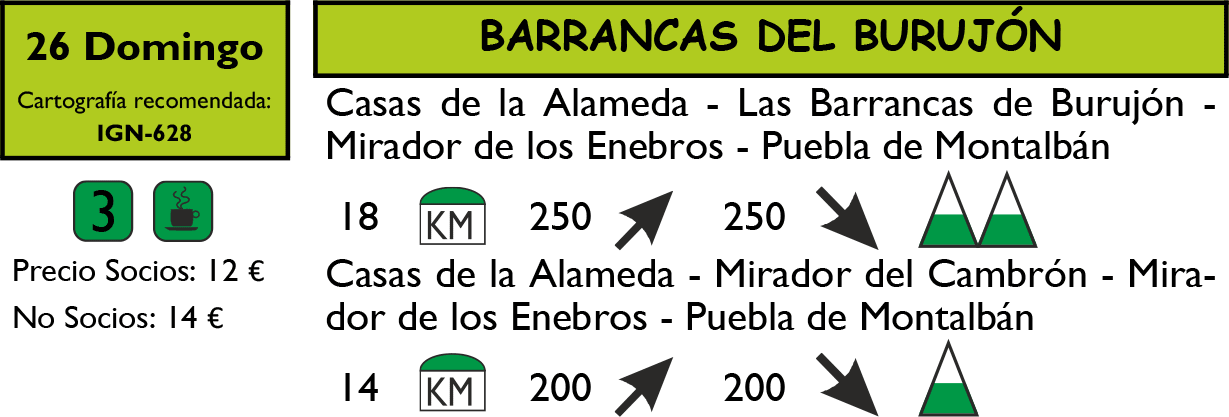 26 Domingo
Cartografía recomendada:
IGN-628
3
Precio Socios: 12 €
No Socios: 14 €
BARRANCAS DEL BURUJÓN
Casas de la Alameda - Las Barrancas de Burujón -
Mirador de los Enebros - Puebla de Montalbán
18 KM 250 250
Casas de la Alameda - Mirador del Cambrón - Mira-
dor de los Enebros - Puebla de Montalbán
14 KM 200 200